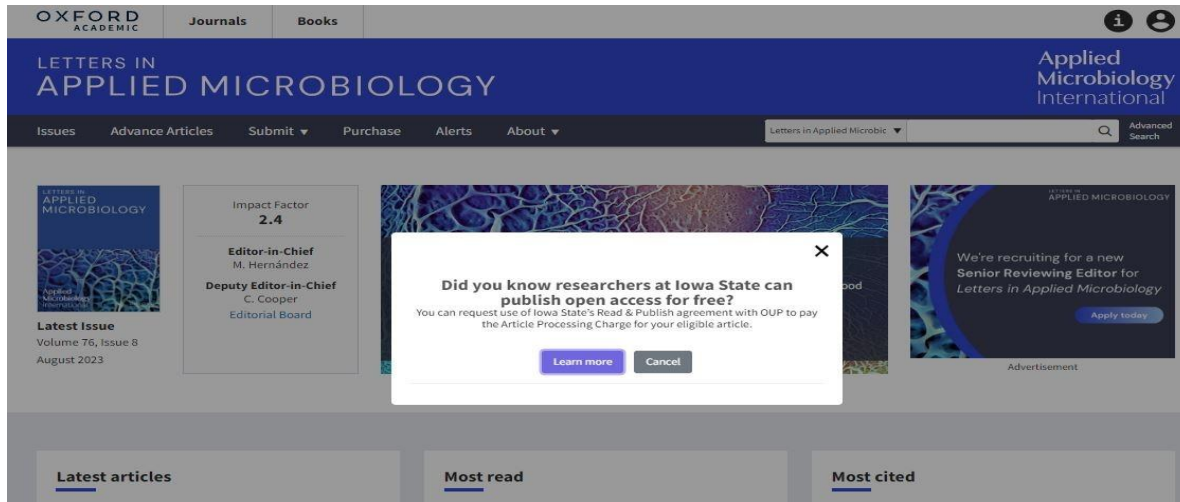 OXFORD
ACADEMIC
Journals
Books
LETTERS IN
APPLIED MICROBIOLOGY
Applied
Microbiology
International
Issues
Advance Articles
Submit
Purchase
Alerts
About
Letters in Applied Microbic
Advanced
Search
LETTERS IN
APPLIED
MICROBIOLOGY
Applied
Microbiology
International
Latest Issue
Volume 76, Issue 8
August 2023
Impact Factor
2.4
Editor-in-Chief
M. Hernández
Deputy Editor-in-Chief
C. Cooper
Editorial Board
Did you know researchers at Iowa State can
publish open access for free?
You can request use of Iowa State's Read & Publish agreement with OUP to pay
the Article Processing Charge for your eligible article.
Learn more
Cancel
LETTERS IN
APPLIED MICROBIOLOGY
We're recruiting for a new
Senior Reviewing Editor for
Letters in Applied Microbiology
Apply today
Advertisement
Latest articles
Most read
Most cited